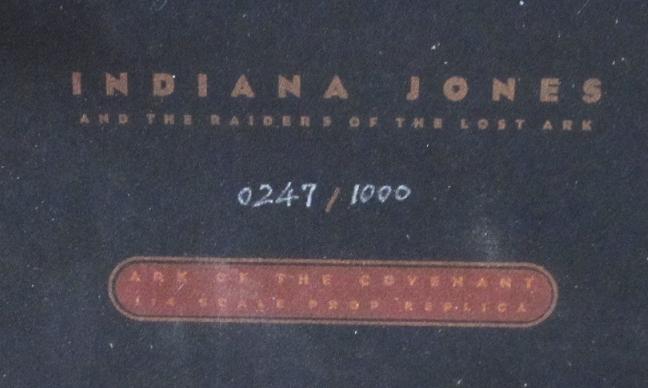 INDIANA JONES
AND THE RAIDERS OF THE LOST ARK
0247 / 1000
ARK OF THE COVENANT
1:4 SCALE PROP REPLICA